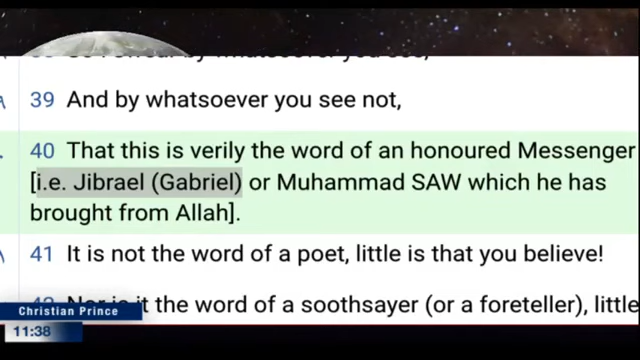 39 And by whatsoever you see not,
40 That this is verily the word of an honoured Messenger
[i.e. Jibrael (Gabriel) or Muhammad SAW which he has
brought from Allah].
41 It is not the word of a poet, little is that you believe!
it the word of a soothsayer (or a foreteller), little
Christian Prince
11:38